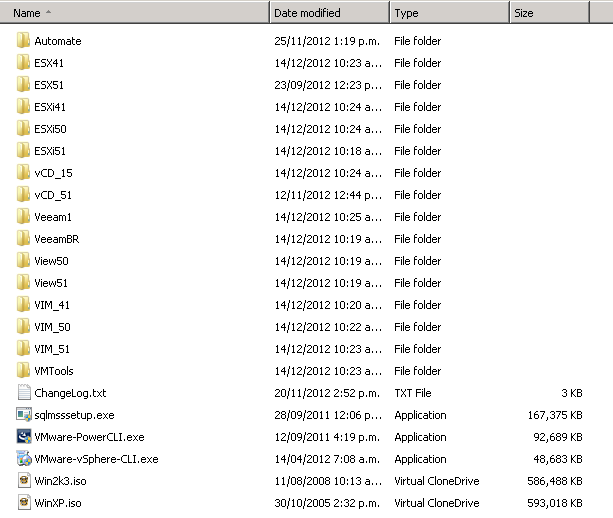 Name Date modified Type Size
Automate 25/11/2012 1:19 p.m. File folder
ESX41 14/12/2012 10:23 a... File folder
ESX51 23/09/2012 12:23 p... File folder
ESXi41 14/12/2012 10:24 a... File folder
ESXi50 14/12/2012 10:24 a... File folder
ESXi51 14/12/2012 10:18 a... File folder
vCD_15 14/12/2012 10:24 a... File folder
vCD_51 12/11/2012 12:44 p... File folder
Veeam1 14/12/2012 10:25 a... File folder
VeeamBR 14/12/2012 10:19 a... File folder
View50 14/12/2012 10:19 a... File folder
View51 14/12/2012 10:19 a... File folder
VIM_41 14/12/2012 10:20 a... File folder
VIM_50 14/12/2012 10:22 a... File folder
VIM_51 14/12/2012 10:23 a... File folder
VMTools 14/12/2012 10:23 a... File folder
ChangeLog.txt 20/11/2012 2:52 p.m. TXT File 3 KB
sqlmsssetup.exe 28/09/2011 12:06 p... Application 167,375 KB
VMware-PowerCLI.exe 12/09/2011 4:19 p.m. Application 92,689 KB
VMware-vSphere-CLI.exe 14/04/2012 7:08 a.m. Application 48,683 KB
Win2k3.iso 11/08/2008 10:13 a... Virtual CloneDrive 586,488 KB
WinXP.iso 30/10/2005 2:32 p.m. Virtual CloneDrive 593,018 KB